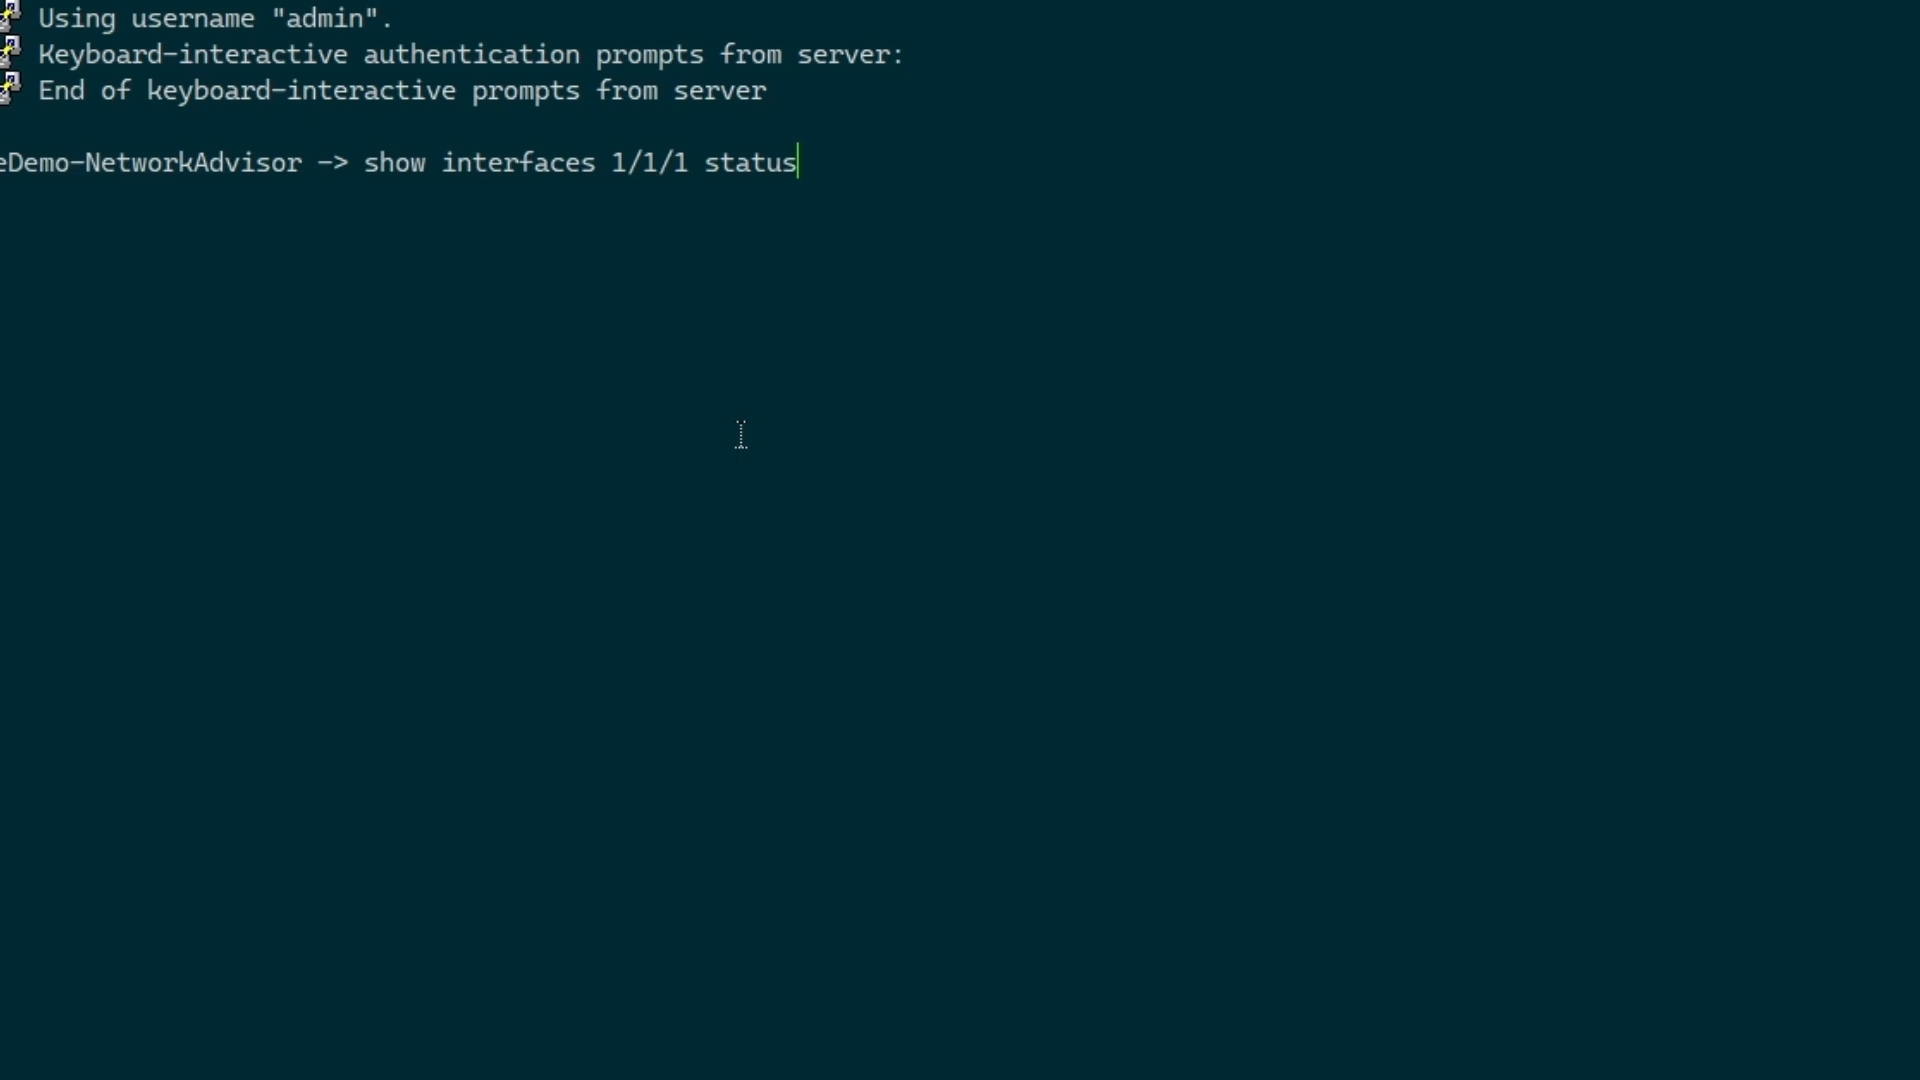 Using username "admin".
Keyboard-interactive authentication prompts from server:
End of keyboard-interactive prompts from server
eDemo-NetworkAdvisor -> show interfaces 1/1/1 status